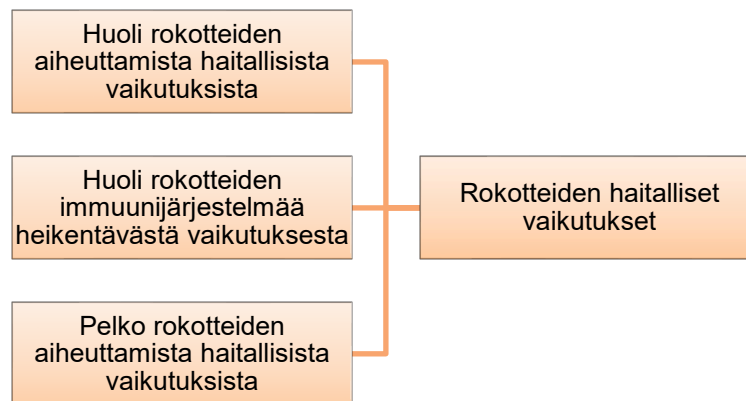 Huoli rokotteiden
aiheuttamista haitallisista
vaikutuksista
Huoli rokotteiden
immuunijärjestelmää
heikentävästä vaikutuksesta
Rokotteiden haitalliset
vaikutukset
Pelko rokotteiden
aiheuttamista haitallisista
vaikutuksista